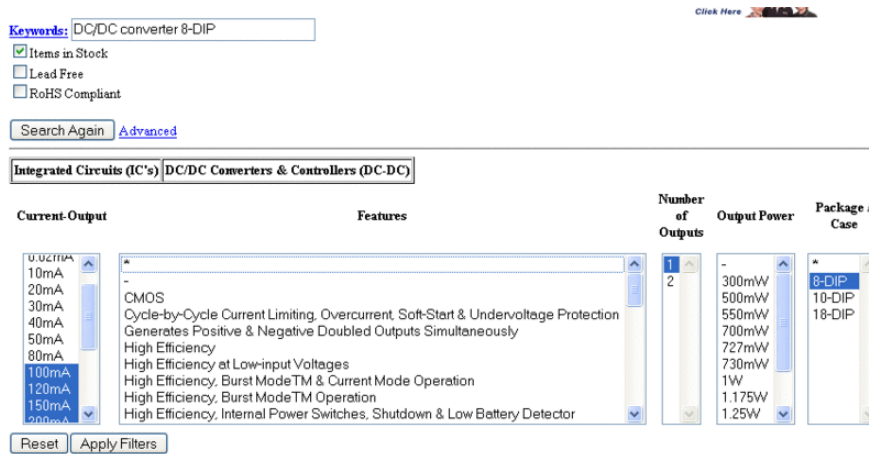 Click Here
Keywords: DC/DC converter 8-DIP
Items in Stock
Lead Free
RoHS Compliant
Search Again Advanced
Integrated Circuits (IC's) DC/DC Converters & Controllers (DC-DC)
Current-Output Features Number of Outputs Output Power Package / Case
0.02mA
10mA
20mA
30mA
40mA
50mA
80mA
100mA
120mA
150mA
200mA
*
-
CMOS
Cycle-by-Cycle Current Limiting, Overcurrent, Soft-Start & Undervoltage Protection
Generates Positive & Negative Doubled Outputs Simultaneously
High Efficiency
High Efficiency at Low-input Voltages
High Efficiency, Burst ModeTM & Current Mode Operation
High Efficiency, Burst ModeTM Operation
High Efficiency, Internal Power Switches, Shutdown & Low Battery Detector
1
2
-
300mW
500mW
550mW
700mW
727mW
730mW
1W
1.175W
1.25W
*
8-DIP
10-DIP
18-DIP
Reset Apply Filters